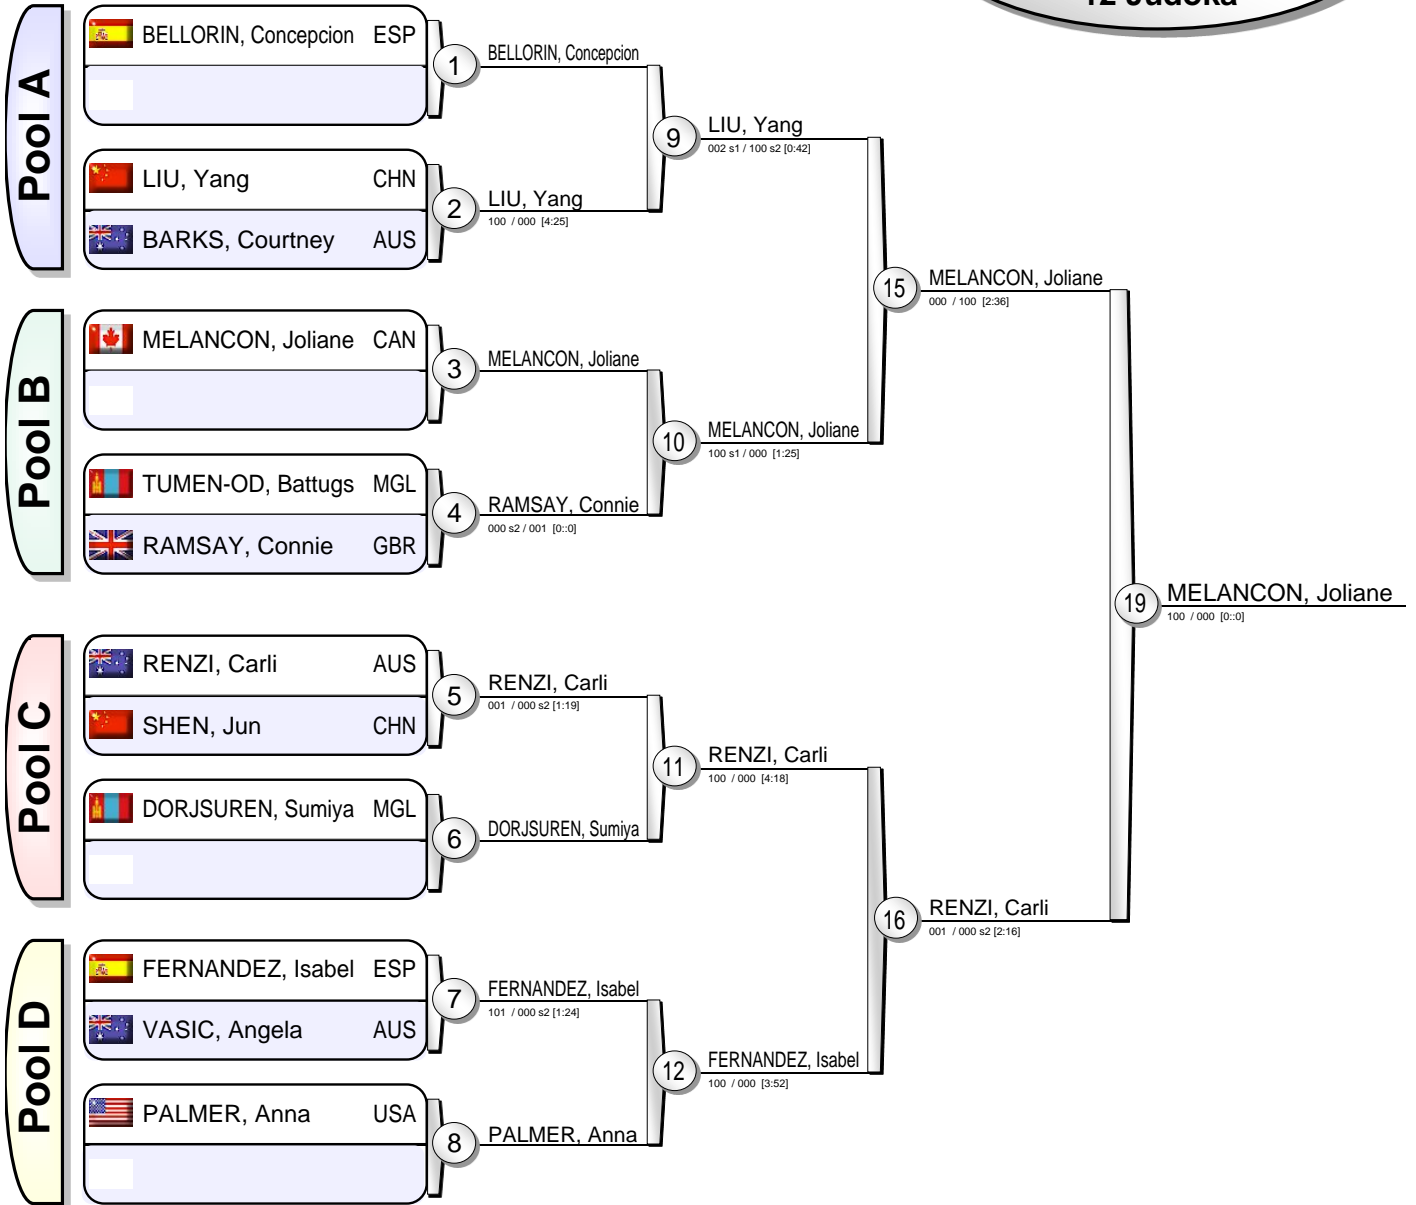 12 Judoka
Pool A
BELLORIN, Concepcion ESP
1
BELLORIN, Concepcion
LIU, Yang CHN
BARKS, Courtney AUS
2
LIU, Yang
100 / 000 [4:25]
9
LIU, Yang
002 s1 / 100 s2 [0:42]
Pool B
MELANCON, Joliane CAN
3
MELANCON, Joliane
TUMEN-OD, Battugs MGL
RAMSAY, Connie GBR
4
RAMSAY, Connie
000 s2 / 001 [0::0]
10
MELANCON, Joliane
100 s1 / 000 [1:25]
15
MELANCON, Joliane
000 / 100 [2:36]
Pool C
RENZI, Carli AUS
SHEN, Jun CHN
5
RENZI, Carli
001 / 000 s2 [1:19]
DORJSUREN, Sumiya MGL
6
DORJSUREN, Sumiya
11
RENZI, Carli
100 / 000 [4:18]
Pool D
FERNANDEZ, Isabel ESP
VASIC, Angela AUS
7
FERNANDEZ, Isabel
101 / 000 s2 [1:24]
PALMER, Anna USA
8
PALMER, Anna
12
FERNANDEZ, Isabel
100 / 000 [3:52]
16
RENZI, Carli
001 / 000 s2 [2:16]
19
MELANCON, Joliane
100 / 000 [0::0]